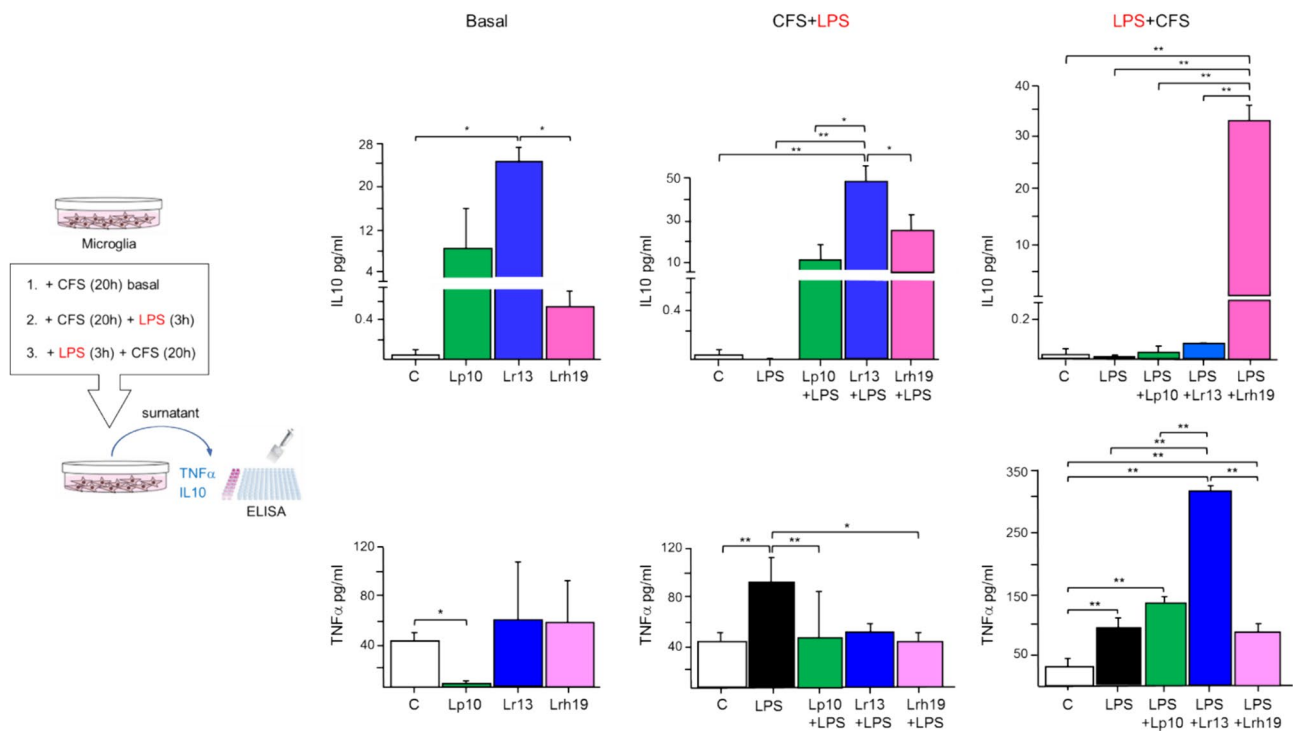 Basal
CFS+LPS
LPS+CFS
Microglia
1. + CFS (20h) basal
2. + CFS (20h) + LPS (3h)
3. + LPS (3h) + CFS (20h)
surnatant
TNFα
IL10
ELISA
IL10 pg/ml
28
20
12
4
0.4
* *
C Lp10 Lr13 Lrh19
IL10 pg/ml
50
30
10
0.4
*
**
** *
C LPS Lp10 Lr13 Lrh19
+LPS +LPS +LPS
IL10 pg/ml
40
30
20
10
0.2
**
**
**
**
C LPS LPS LPS LPS
+Lp10 +Lr13 +Lrh19
TNFα pg/ml
120
80
40
*
C Lp10 Lr13 Lrh19
TNFα pg/ml
120
80
40
*
** **
C LPS Lp10 Lr13 Lrh19
+LPS +LPS +LPS
TNFα pg/ml
350
250
150
50
**
**
**
** **
**
**
C LPS LPS LPS LPS
+Lp10 +Lr13 +Lrh19